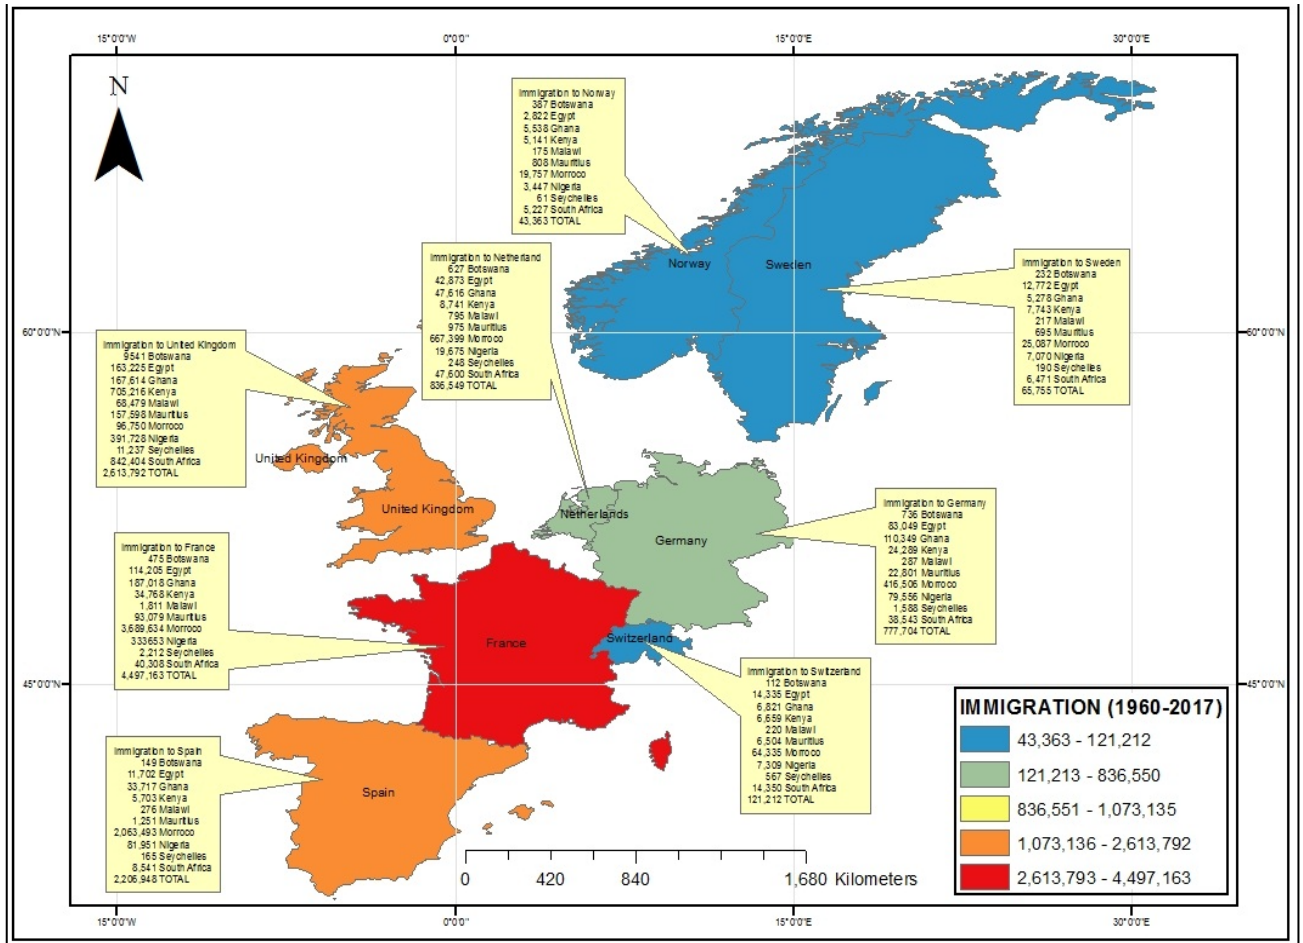 15°0'0"W
0°0'0"
15°0'0"E
30°0'0"E
N
Immigration to Norway
387 Botswana
2,822 Egypt
5,538 Ghana
5,141 Kenya
175 Malawi
808 Mauritius
19,757 Morroco
3,447 Nigeria
61 Seychelles
5,227 South Africa
43,363 TOTAL
Immigration to Netherland
627 Botswana
42,873 Egypt
47,616 Ghana
8,741 Kenya
795 Malawi
975 Mauritius
667,399 Morroco
19,675 Nigeria
248 Seychelles
47,600 South Africa
836,549 TOTAL
Norway
Sweden
Immigration to Sweden
232 Botswana
12,772 Egypt
5,278 Ghana
7,743 Kenya
217 Malawi
695 Mauritius
25,087 Morroco
7,070 Nigeria
190 Seychelles
6,471 South Africa
65,755 TOTAL
60°0'0"N
60°0'0"N
Immigration to United Kingdom
9541 Botswana
163,225 Egypt
167,614 Ghana
705,216 Kenya
68,479 Malawi
157,598 Mauritius
96,750 Morroco
391,728 Nigeria
11,237 Seychelles
842,404 South Africa
2,613,792 TOTAL
United Kingdom
United Kingdom
Netherlands
Germany
Immigration to Germany
736 Botswana
83,049 Egypt
110,349 Ghana
24,289 Kenya
287 Malawi
22,801 Mauritius
416,506 Morroco
79,556 Nigeria
1,588 Seychelles
38,543 South Africa
777,704 TOTAL
Immigration to France
475 Botswana
114,205 Egypt
187,018 Ghana
34,768 Kenya
1,811 Malawi
93,079 Mauritius
3,689,634 Morroco
333653 Nigeria
2,212 Seychelles
40,308 South Africa
4,497,163 TOTAL
France
Switzerland
Immigration to Switzerland
112 Botswana
14,335 Egypt
6,821 Ghana
6,659 Kenya
220 Malawi
6,504 Mauritius
64,335 Morroco
7,309 Nigeria
567 Seychelles
14,350 South Africa
121,212 TOTAL
45°0'0"N
45°0'0"N
Immigration to Spain
149 Botswana
11,702 Egypt
33,717 Ghana
5,703 Kenya
276 Malawi
1,251 Mauritius
2,063,493 Morroco
81,951 Nigeria
165 Seychelles
8,541 South Africa
2,206,948 TOTAL
Spain
IMMIGRATION (1960-2017)
43,363 - 121,212
121,213 - 836,550
836,551 - 1,073,135
1,073,136 - 2,613,792
2,613,793 - 4,497,163
0 420 840 1,680 Kilometers
15°0'0"W
0°0'0"
15°0'0"E
30°0'0"E